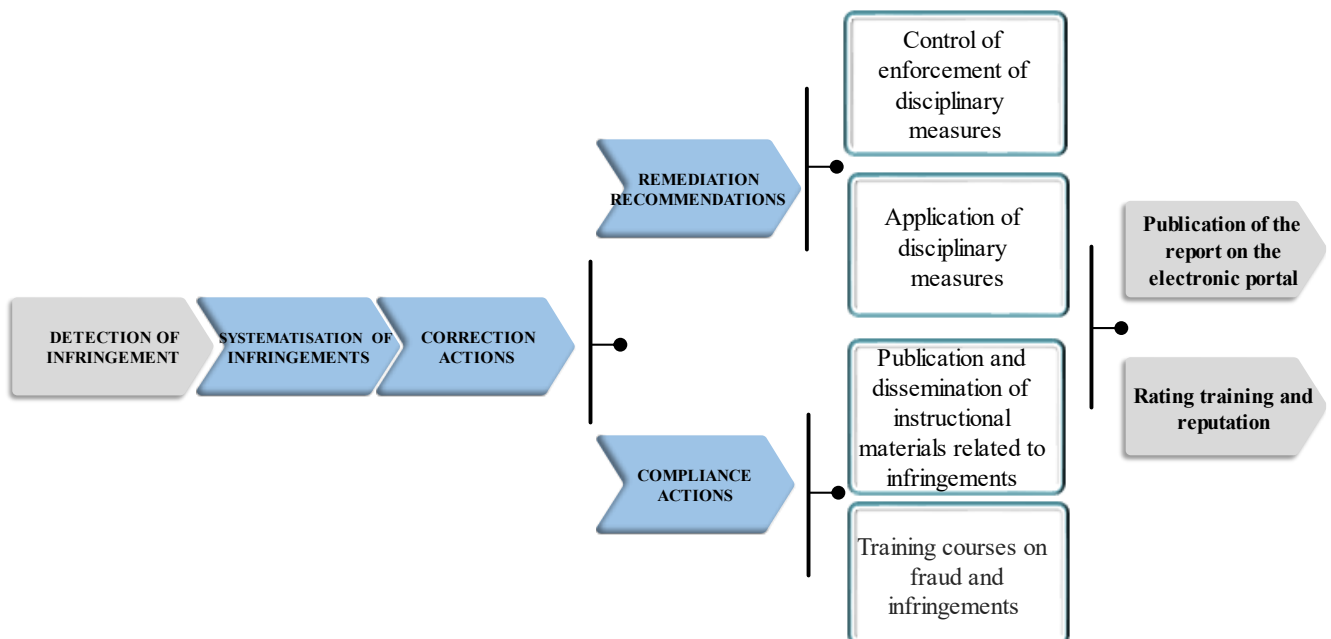 DETECTION OF
INFRINGEMENT
SYSTEMATISATION OF
INFRINGEMENTS
CORRECTION
ACTIONS
REMEDIATION
RECOMMENDATIONS
COMPLIANCE
ACTIONS
Control of
enforcement of
disciplinary
measures
Application of
disciplinary
measures
Publication and
dissemination of
instructional
materials related to
infringements
Training courses on
fraud and
infringements
Publication of the
report on the
electronic portal
Rating training and
reputation